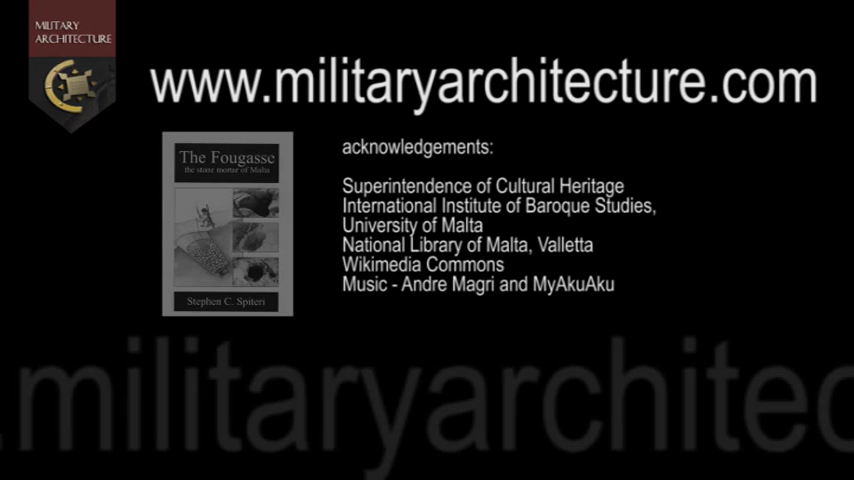 MILITARY
ARCHITECTURE
www.militaryarchitecture.com
The Fougasse
the stone mortar of Malta
Stephen C. Spiteri
acknowledgements:
Superintendence of Cultural Heritage
International Institute of Baroque Studies,
University of Malta
National Library of Malta, Valletta
Wikimedia Commons
Music - Andre Magri and MyAkuAku
.militaryarchitec